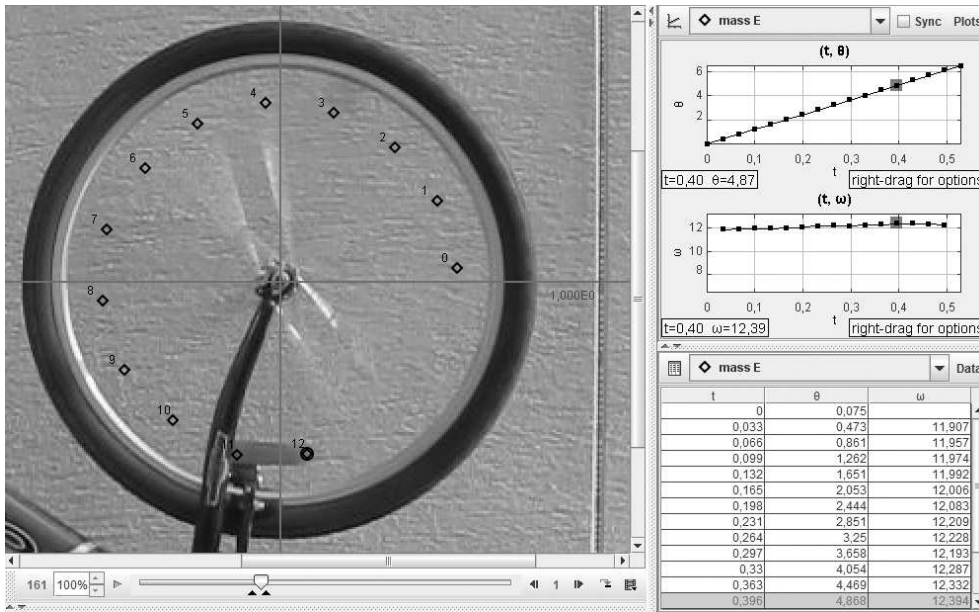 mass E
Sync Plots
(t, θ)
6
4
2
θ
0 0,1 0,2 0,3 0,4 0,5
t
t=0,40 θ=4,87
right-drag for options
(t, ω)
12
10
8
ω
0 0,1 0,2 0,3 0,4 0,5
t
t=0,40 ω=12,39
right-drag for options
mass E
Data
t θ ω
0 0,075
0,033 0,473 11,907
0,066 0,861 11,957
0,099 1,262 11,974
0,132 1,651 11,992
0,165 2,053 12,006
0,198 2,444 12,083
0,231 2,851 12,209
0,264 3,25 12,228
0,297 3,658 12,193
0,33 4,054 12,287
0,363 4,469 12,332
0,396 4,868 12,394
4
3
5
2
6
1
7
0
8
1,000E0
9
10
11
12
161 100% 1